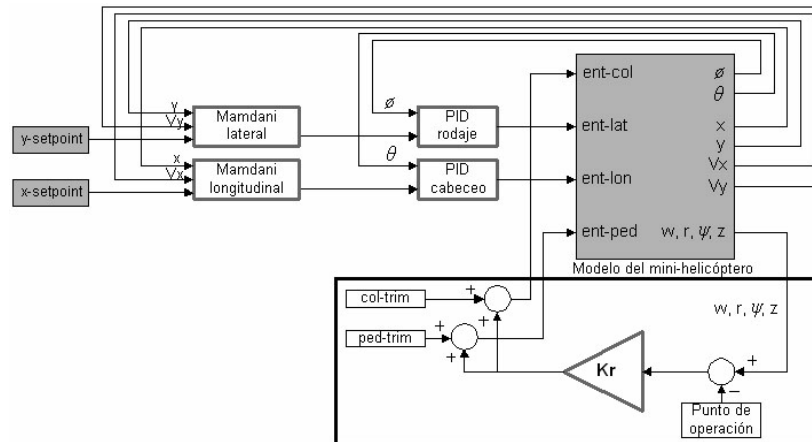 y-setpoint
x-setpoint
y
Vy
x
Vx
Mamdani
lateral
Mamdani
longitudinal
ø
θ
PID
rodaje
PID
cabeceo
ent-col
ent-lat
ent-lon
ent-ped
ø
θ
x
y
Vx
Vy
w, r, ψ, z
Modelo del mini-helicóptero
col-trim
ped-trim
+
+
+
+
Kr
w, r, ψ, z
+
−
Punto de
operación